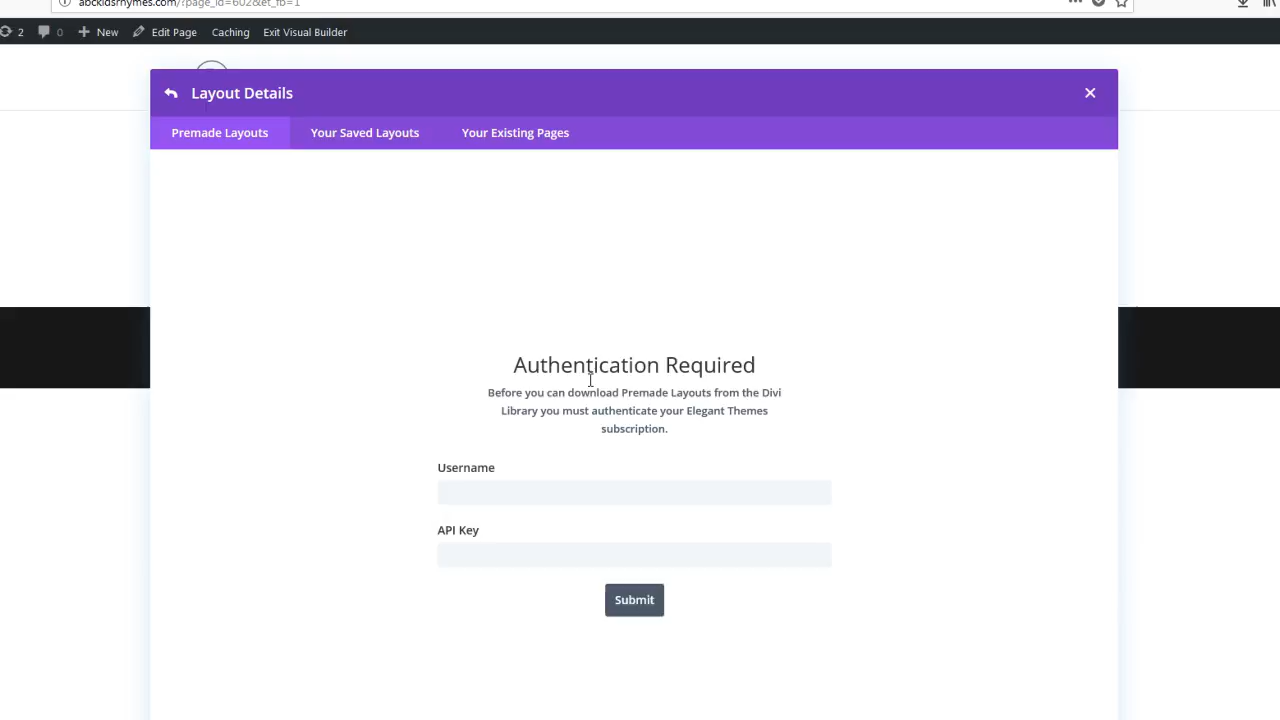 abckidsrhymes.com/?page_id=602&et_fb=1
2 0 New Edit Page Caching Exit Visual Builder
Layout Details
Premade Layouts Your Saved Layouts Your Existing Pages
Authentication Required
Before you can download Premade Layouts from the Divi
Library you must authenticate your Elegant Themes
subscription.
Username
API Key
Submit